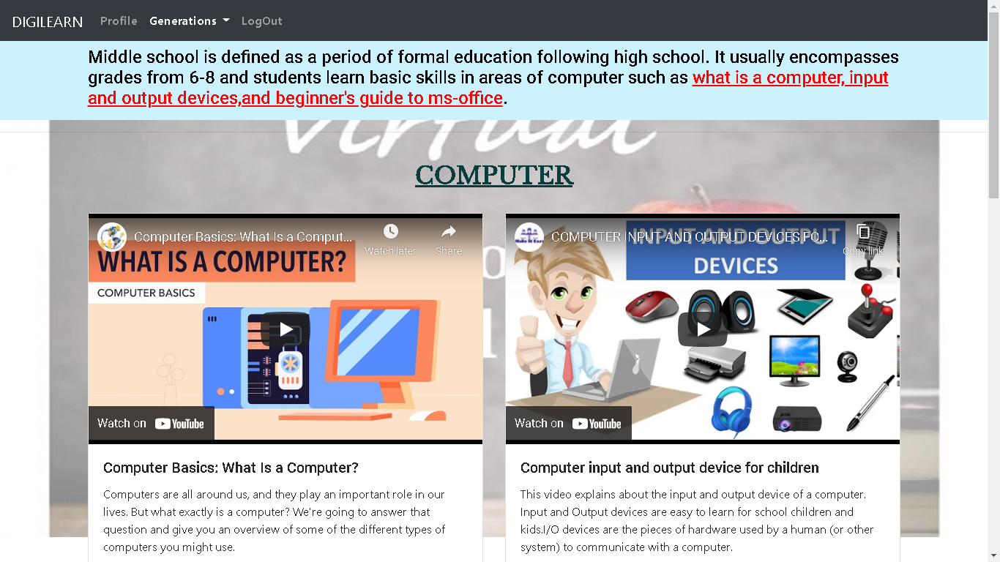 DIGILEARN Profile Generations LogOut
Middle school is defined as a period of formal education following high school. It usually encompasses
grades from 6-8 and students learn basic skills in areas of computer such as what is a computer, input
and output devices,and beginner's guide to ms-office.
Virtual
COMPUTER
Computer Basics: What Is a Comput...
Watch later
Share
WHAT IS A COMPUTER?
COMPUTER BASICS
Watch on YouTube
COMPUTER INPUT AND OUTPUT DEVICES FO...
Copy link
INPUT AND OUTPUT
DEVICES
Watch on YouTube
Computer Basics: What Is a Computer?
Computers are all around us, and they play an important role in our
lives. But what exactly is a computer? We're going to answer that
question and give you an overview of some of the different types of
computers you might use.
Computer input and output device for children
This video explains about the input and output device of a computer.
Input and Output devices are easy to learn for school children and
kids.I/O devices are the pieces of hardware used by a human (or other
system) to communicate with a computer.